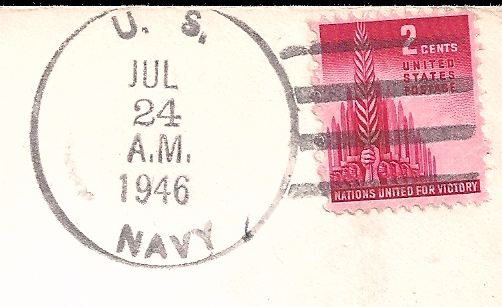 U. S.
JUL
24
A.M.
1946
NAVY
2
CENTS
UNITED
STATES
POSTAGE
NATIONS UNITED FOR VICTORY